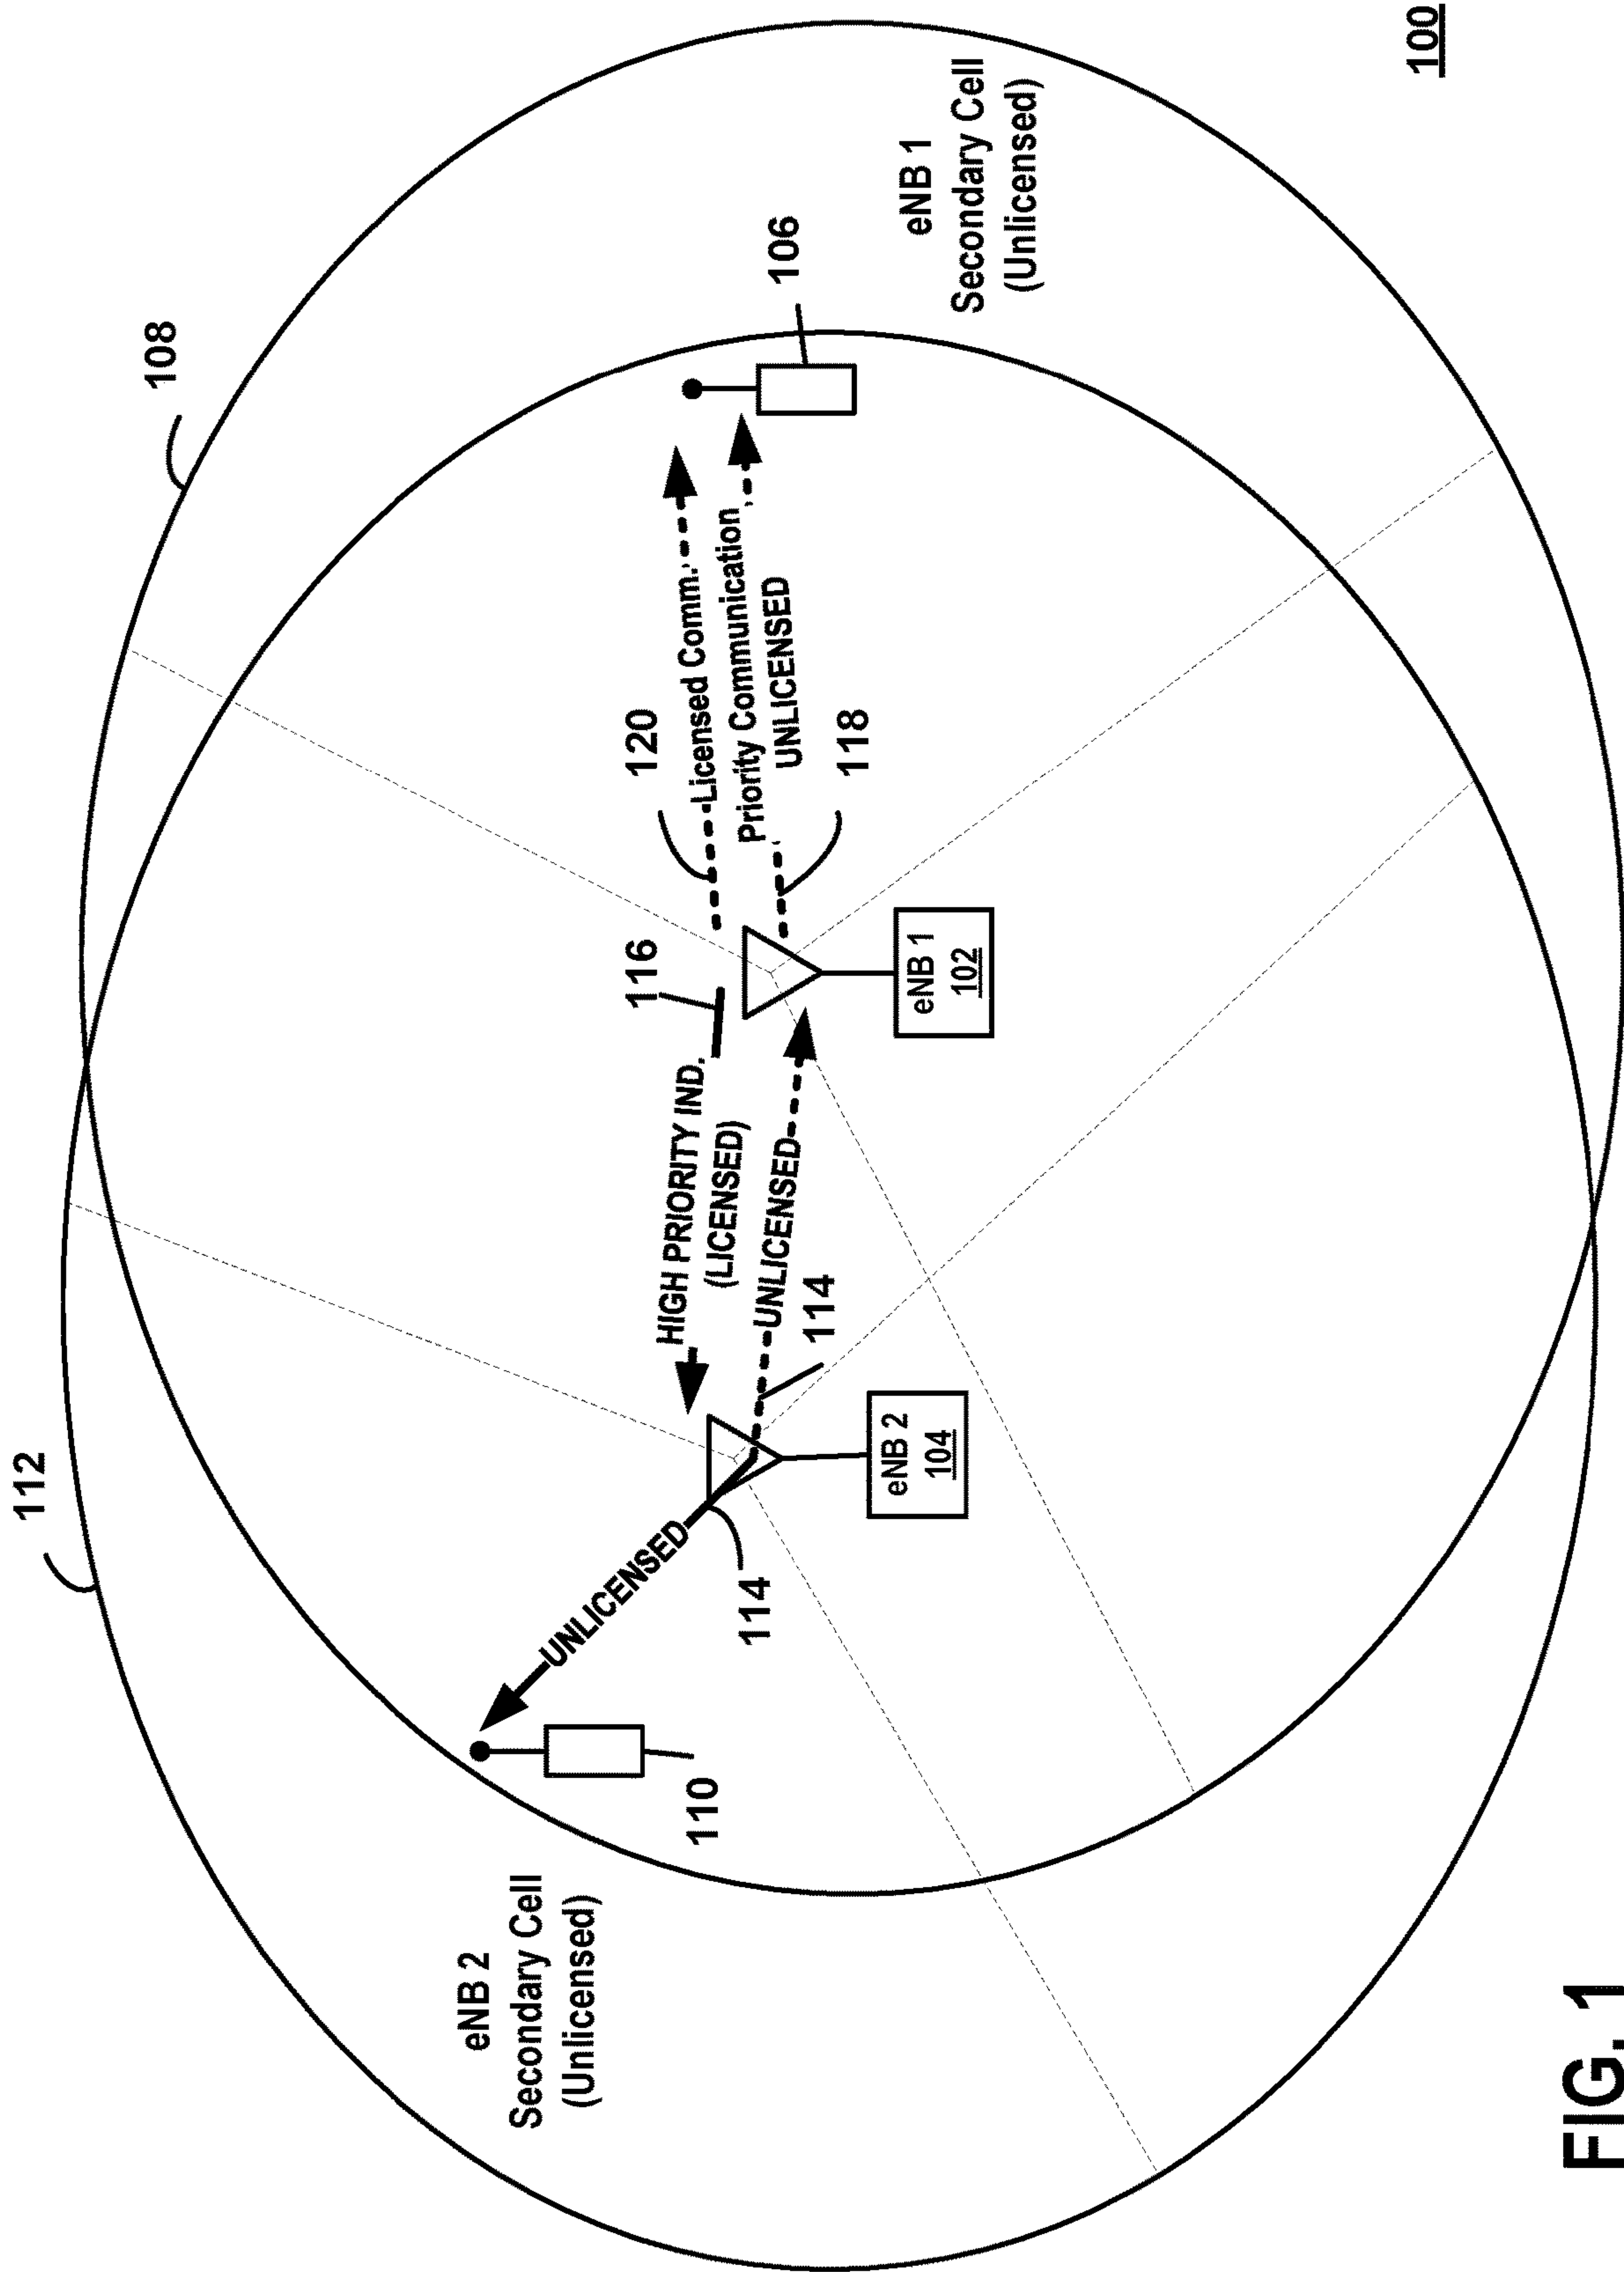 112
108
eNB 2
Secondary Cell
(Unlicensed)
110
UNLICENSED
114
HIGH PRIORITY IND.
(LICENSED)
116
120
Licensed Comm.
Priority Communication
UNLICENSED
118
106
UNLICENSED
114
eNB 2
104
eNB 1
102
eNB 1
Secondary Cell
(Unlicensed)
100
FIG. 1